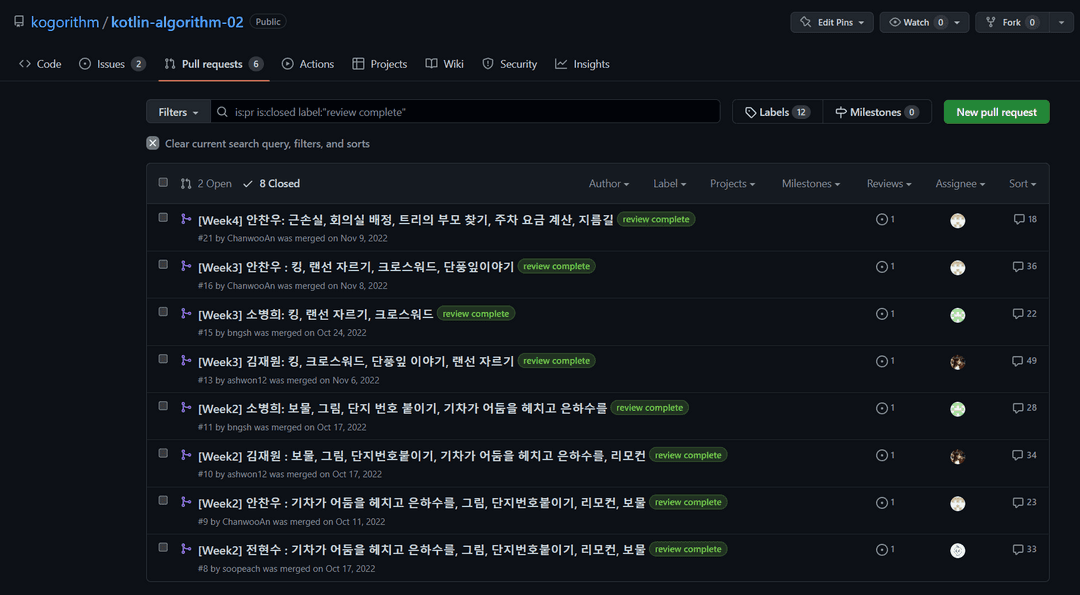 kogorithm / kotlin-algorithm-02 Public
Edit Pins Watch 0 Fork 0
Code Issues 2 Pull requests 6 Actions Projects Wiki Security Insights
Filters is:pr is:closed label:"review complete" Labels 12 Milestones 0 New pull request
Clear current search query, filters, and sorts
2 Open 8 Closed Author Label Projects Milestones Reviews Assignee Sort
[Week4] 안찬우: 근손실, 회의실 배정, 트리의 부모 찾기, 주차 요금 계산, 지름길 review complete 1 18
#21 by ChanwooAn was merged on Nov 9, 2022
[Week3] 안찬우 : 킹, 랜선 자르기, 크로스워드, 단풍잎이야기 review complete 1 36
#16 by ChanwooAn was merged on Nov 8, 2022
[Week3] 소병희: 킹, 랜선 자르기, 크로스워드 review complete 1 22
#15 by bngsh was merged on Oct 24, 2022
[Week3] 김재원: 킹, 크로스워드, 단풍잎 이야기, 랜선 자르기 review complete 1 49
#13 by ashwon12 was merged on Nov 6, 2022
[Week2] 소병희: 보물, 그림, 단지 번호 붙이기, 기차가 어둠을 헤치고 은하수를 review complete 1 28
#11 by bngsh was merged on Oct 17, 2022
[Week2] 김재원 : 보물, 그림, 단지번호붙이기, 기차가 어둠을 헤치고 은하수를, 리모컨 review complete 1 34
#10 by ashwon12 was merged on Oct 17, 2022
[Week2] 안찬우 : 기차가 어둠을 헤치고 은하수를, 그림, 단지번호붙이기, 리모컨, 보물 review complete 1 23
#9 by ChanwooAn was merged on Oct 11, 2022
[Week2] 전현수 : 기차가 어둠을 헤치고 은하수를, 그림, 단지번호붙이기, 리모컨, 보물 review complete 1 33
#8 by soopeach was merged on Oct 17, 2022